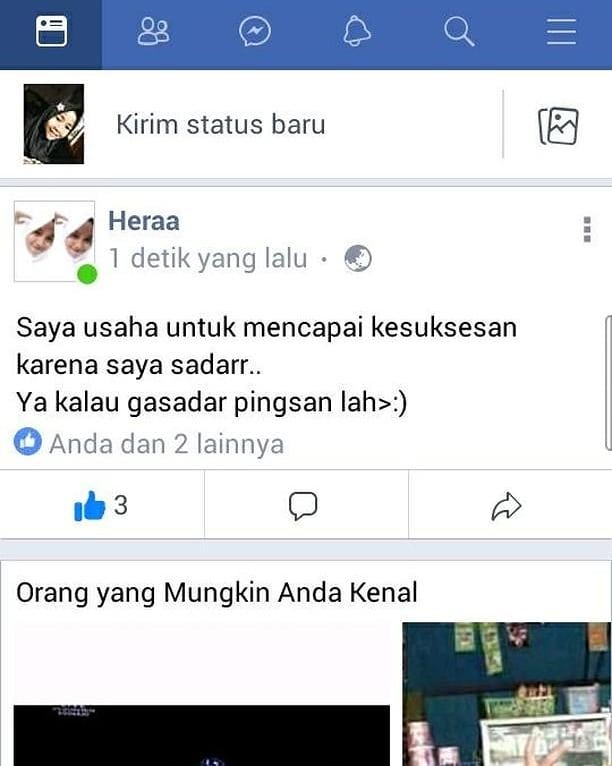 Kirim status baru
Heraa
1 detik yang lalu ·
Saya usaha untuk mencapai kesuksesan
karena saya sadarr..
Ya kalau gasadar pingsan lah>:)
Anda dan 2 lainnya
3
Orang yang Mungkin Anda Kenal